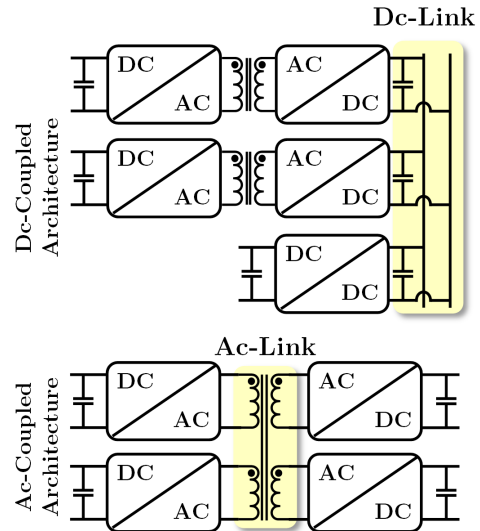 Dc-Link
DC
AC
AC
DC
DC
AC
AC
DC
DC
DC
Dc-Coupled
Architecture
Ac-Link
DC
AC
AC
DC
DC
AC
AC
DC
Ac-Coupled
Architecture